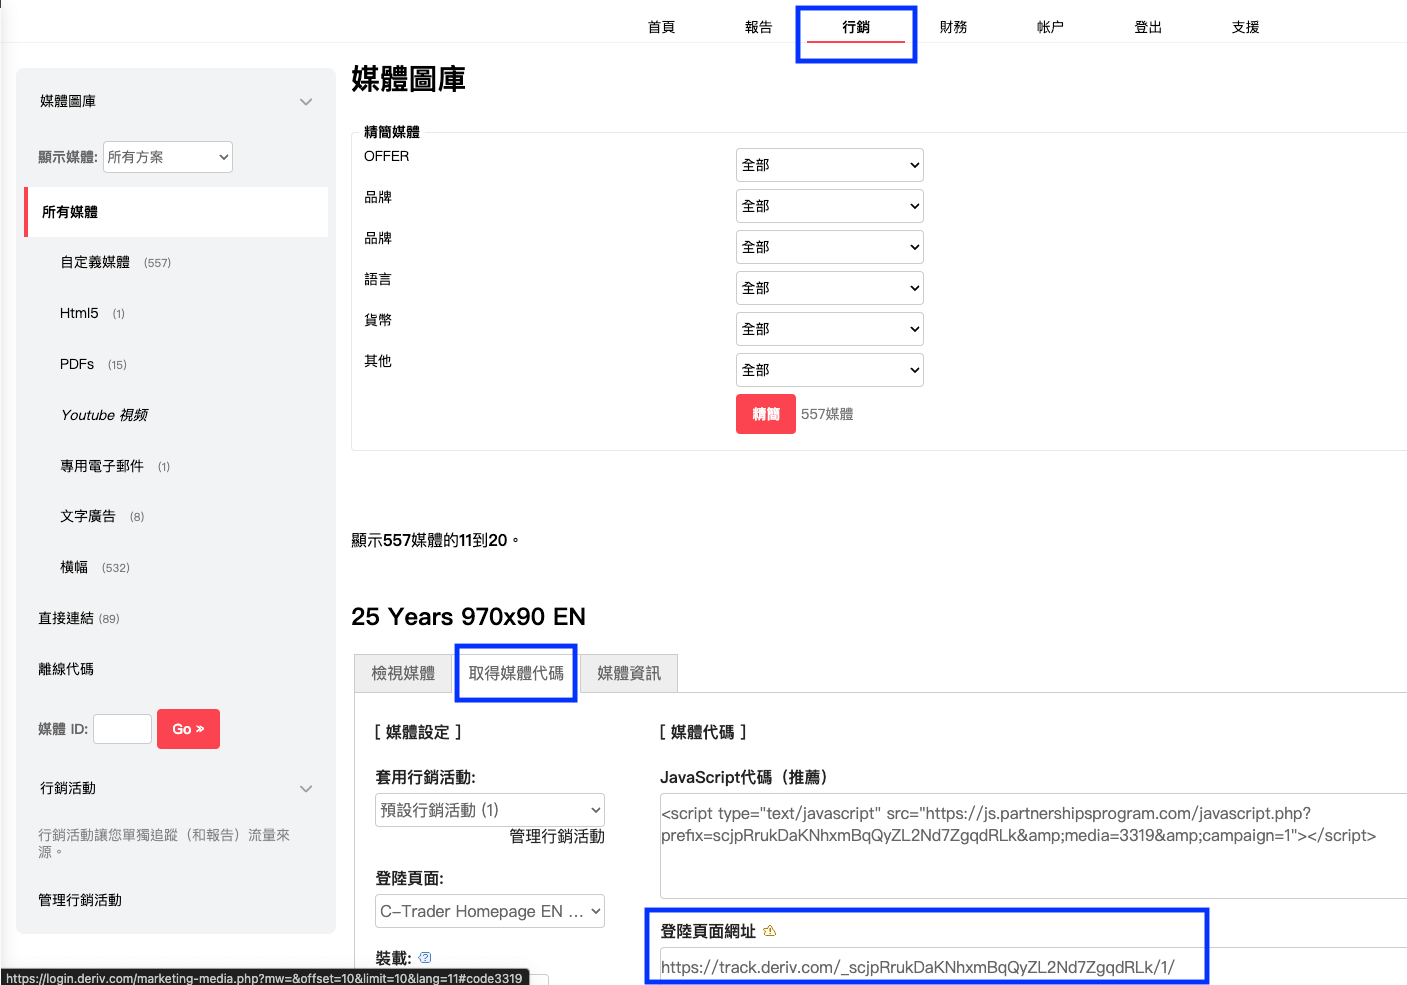 首頁
報告
行銷
財務
帐户
登出
支援
媒體圖庫
顯示媒體:
所有方案
所有媒體
自定義媒體 (557)
Html5 (1)
PDFs (15)
Youtube 視频
專用電子郵件 (1)
文字廣告 (8)
橫幅 (532)
直接連結 (89)
離線代碼
媒體 ID:
Go »
行銷活動
行銷活動讓您單獨追蹤（和報告）流量來
源。
管理行銷活動
媒體圖庫
精簡媒體
OFFER
全部
品牌
全部
品牌
全部
語言
全部
貨幣
全部
其他
全部
精簡
557媒體
顯示557媒體的11到20。
25 Years 970x90 EN
檢視媒體
取得媒體代碼
媒體資訊
[ 媒體設定 ]
套用行銷活動:
預設行銷活動 (1)
管理行銷活動
登陸頁面:
C-Trader Homepage EN ...
裝載:
[ 媒體代碼 ]
JavaScript代碼（推薦）
<script type="text/javascript" src="https://js.partnershipsprogram.com/javascript.php?
prefix=scjpRrukDaKNhxmBqQyZL2Nd7ZgqdRLk&amp;media=3319&amp;campaign=1"></script>
登陸頁面網址
https://track.deriv.com/_scjpRrukDaKNhxmBqQyZL2Nd7ZgqdRLk/1/
https://login.deriv.com/marketing-media.php?mw=&offset=10&limit=10&lang=11#code3319